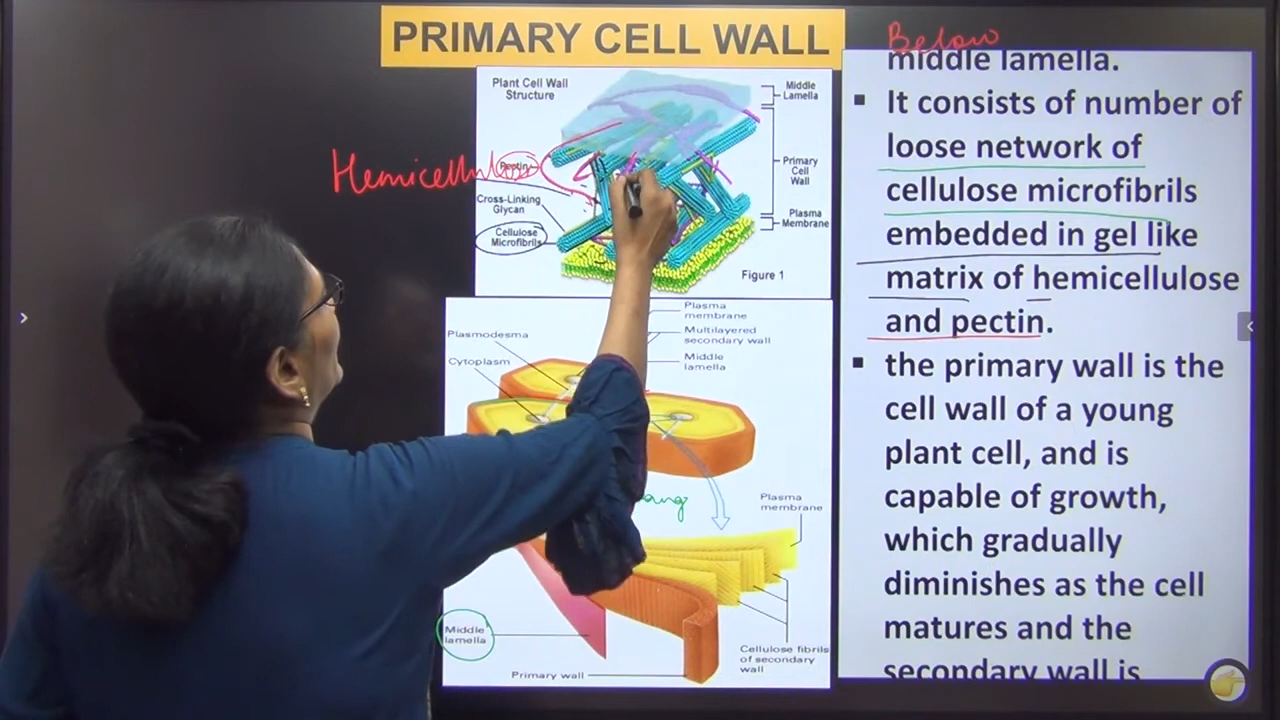 PRIMARY CELL WALL
Below
middle lamella.
▪ It consists of number of
loose network of
cellulose microfibrils
embedded in gel like
matrix of hemicellulose
and pectin.
▪ the primary wall is the
cell wall of a young
plant cell, and is
capable of growth,
which gradually
diminishes as the cell
matures and the
secondary wall is
Plant Cell Wall
Structure
Middle
Lamella
Hemicellulose
Pectin
Primary
Cell
Wall
Cross-Linking
Glycan
Plasma
Membrane
Cellulose
Microfibrils
Figure 1
Plasma
membrane
Plasmodesma
Multilayered
secondary wall
Cytoplasm
Middle
lamella
Plasma
membrane
Middle
lamella
Cellulose fibrils
of secondary
wall
Primary wall